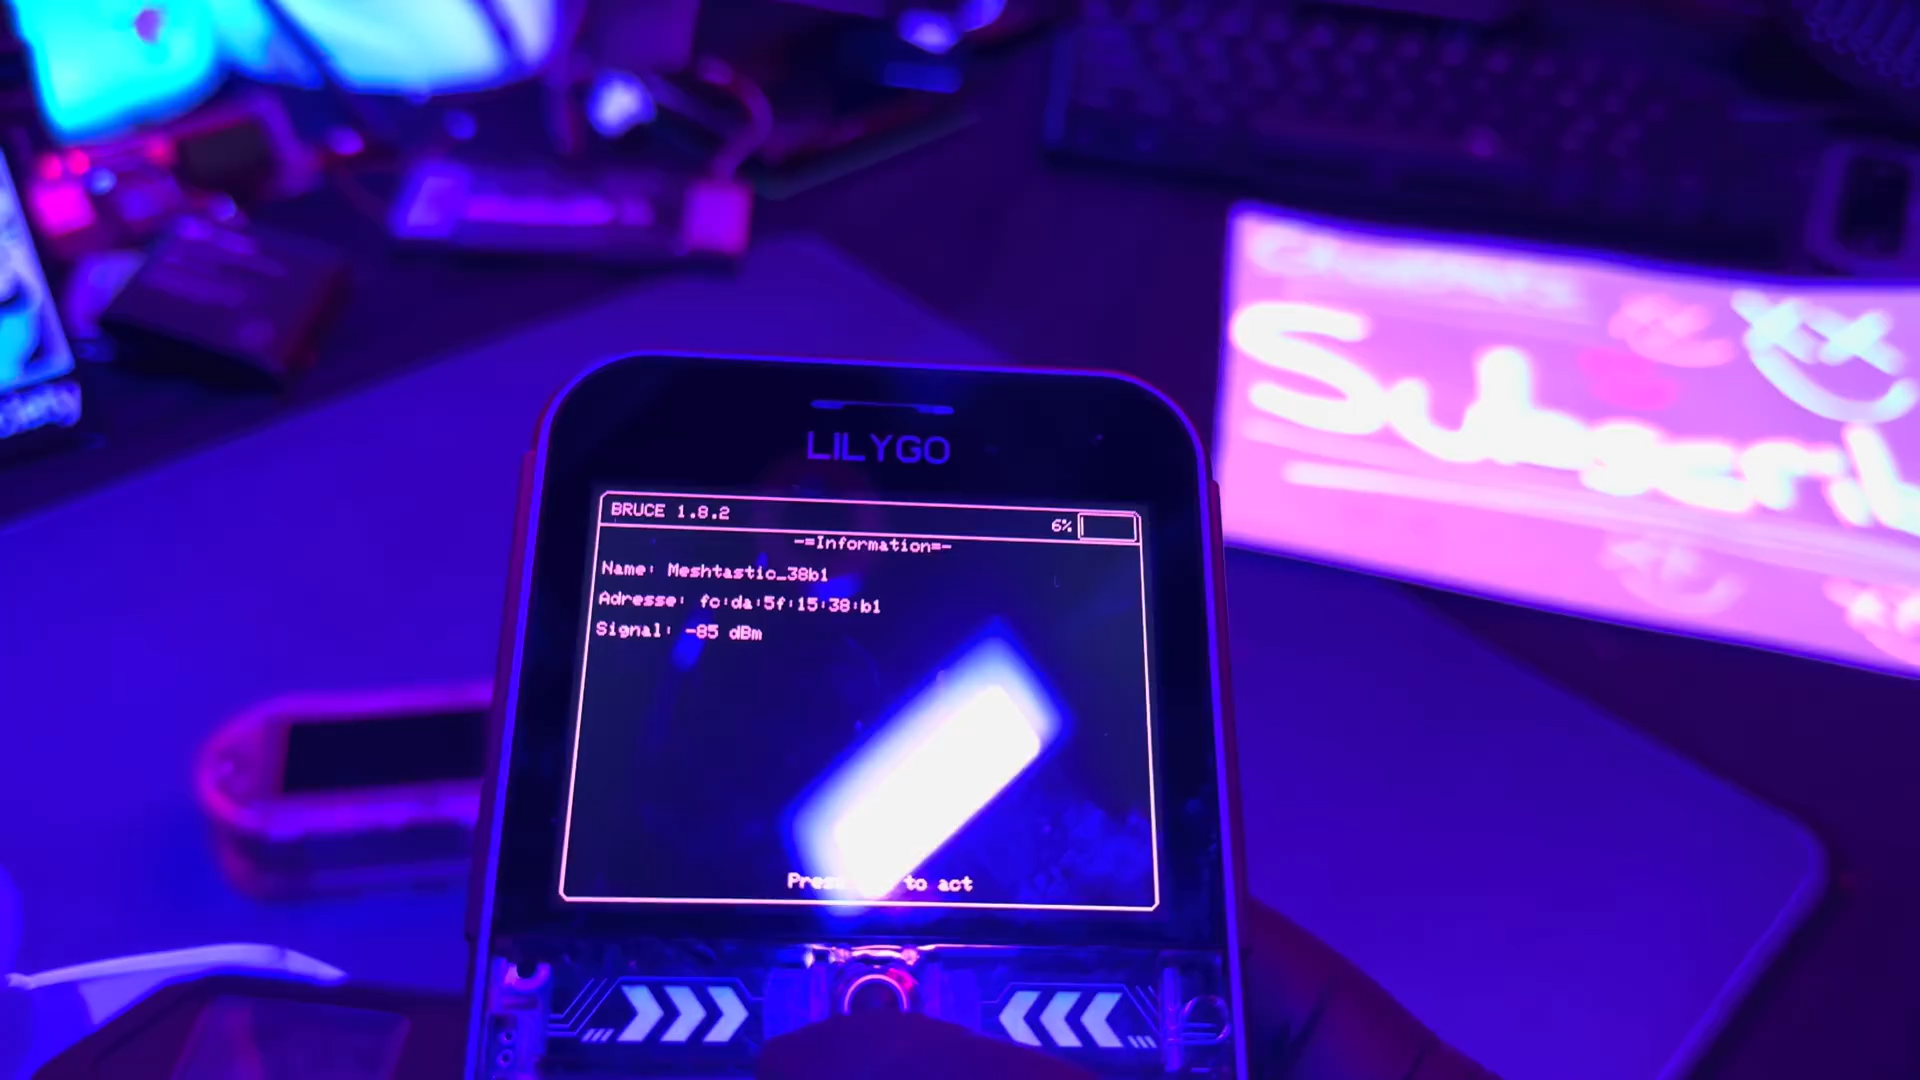 LILYGO
BRUCE 1.8.2
6%
-=Information=-
Name: Meshtastic_38b1
Adresse: fc:da:5f:15:38:b1
Signal: -85 dBm
to act
Subscrib